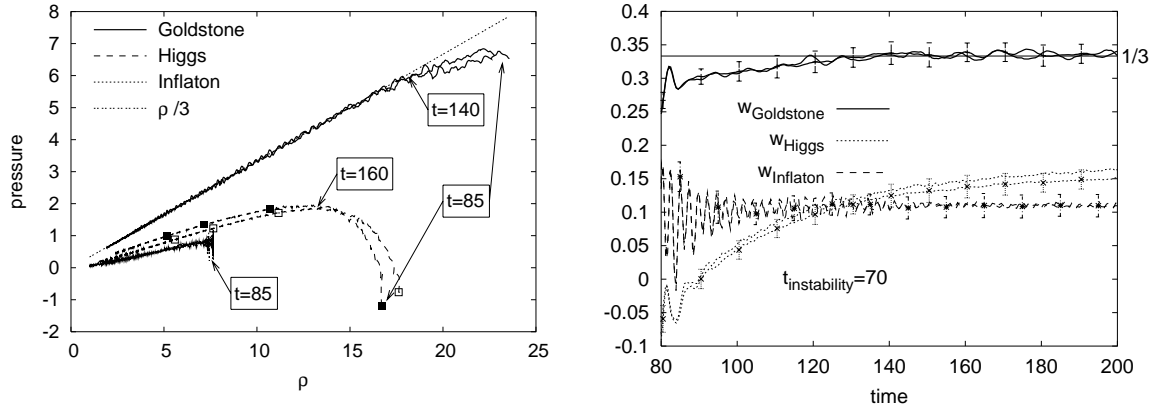 Goldstone
Higgs
Inflaton
ρ /3
8
7
6
5
4
3
2
1
0
-1
-2
pressure
t=140
t=160
t=85
t=85
0 5 10 15 20 25
ρ
0.4
0.35
0.3
0.25
0.2
0.15
0.1
0.05
0
-0.05
-0.1
1/3
wGoldstone
wHiggs
wInflaton
tinstability=70
80 100 120 140 160 180 200
time